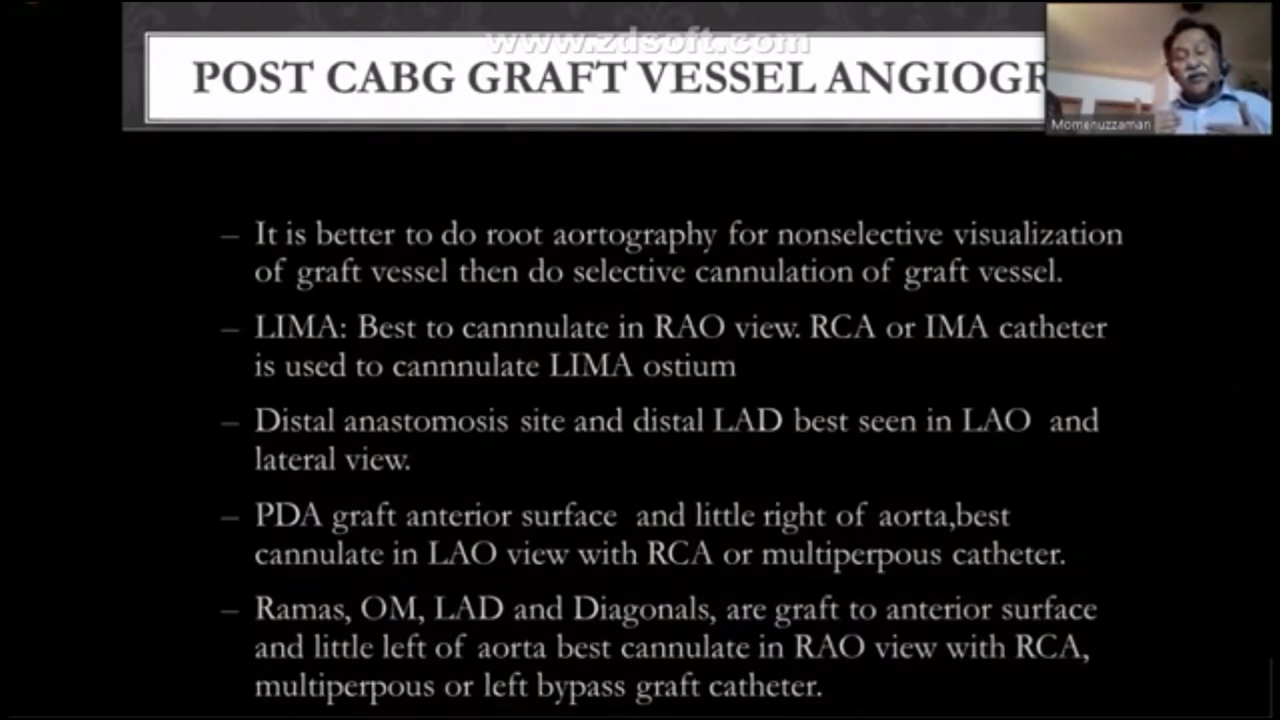 www.zdsoft.com
POST CABG GRAFT VESSEL ANGIOGR
Momenuzzaman
– It is better to do root aortography for nonselective visualization
of graft vessel then do selective cannulation of graft vessel.
– LIMA: Best to cannnulate in RAO view. RCA or IMA catheter
is used to cannnulate LIMA ostium
– Distal anastomosis site and distal LAD best seen in LAO and
lateral view.
– PDA graft anterior surface and little right of aorta,best
cannulate in LAO view with RCA or multiperpous catheter.
– Ramas, OM, LAD and Diagonals, are graft to anterior surface
and little left of aorta best cannulate in RAO view with RCA,
multiperpous or left bypass graft catheter.